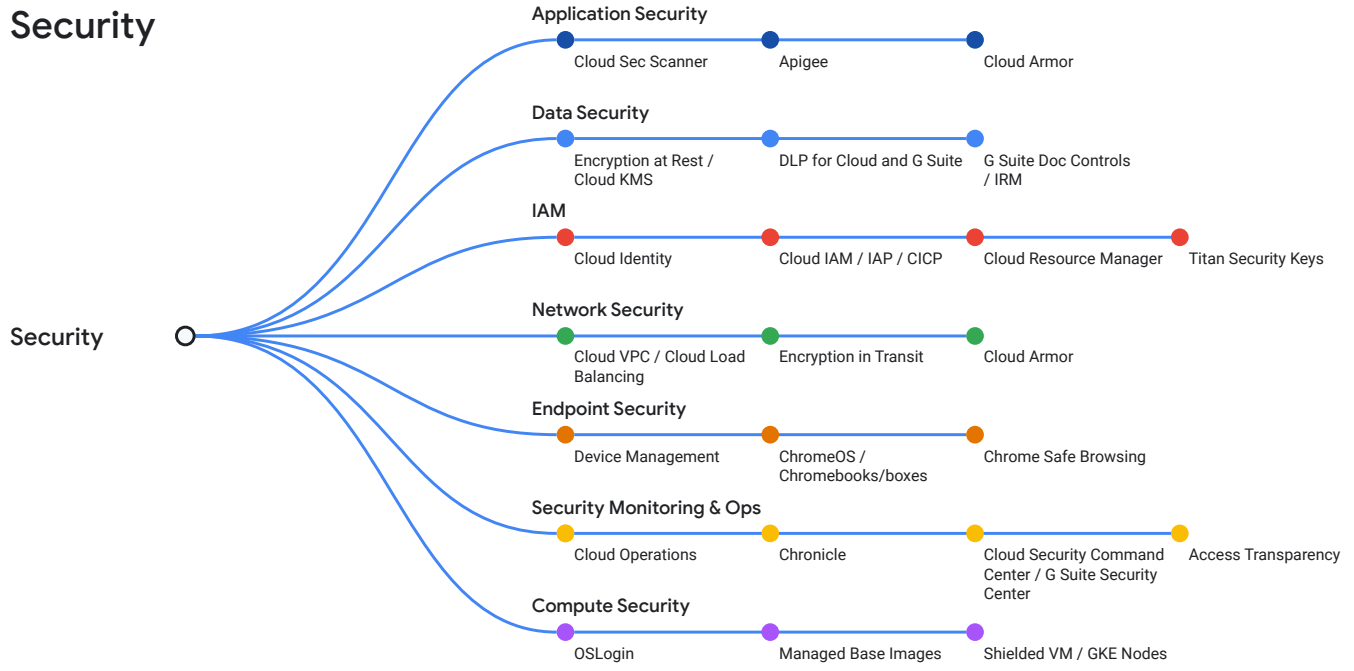 Security
Application Security
Cloud Sec Scanner
Apigee
Cloud Armor
Data Security
Encryption at Rest /
Cloud KMS
DLP for Cloud and G Suite
G Suite Doc Controls
/ IRM
IAM
Cloud Identity
Cloud IAM / IAP / CICP
Cloud Resource Manager
Titan Security Keys
Security
Network Security
Cloud VPC / Cloud Load
Balancing
Encryption in Transit
Cloud Armor
Endpoint Security
Device Management
ChromeOS /
Chromebooks/boxes
Chrome Safe Browsing
Security Monitoring & Ops
Cloud Operations
Chronicle
Cloud Security Command
Center / G Suite Security
Center
Access Transparency
Compute Security
OSLogin
Managed Base Images
Shielded VM / GKE Nodes